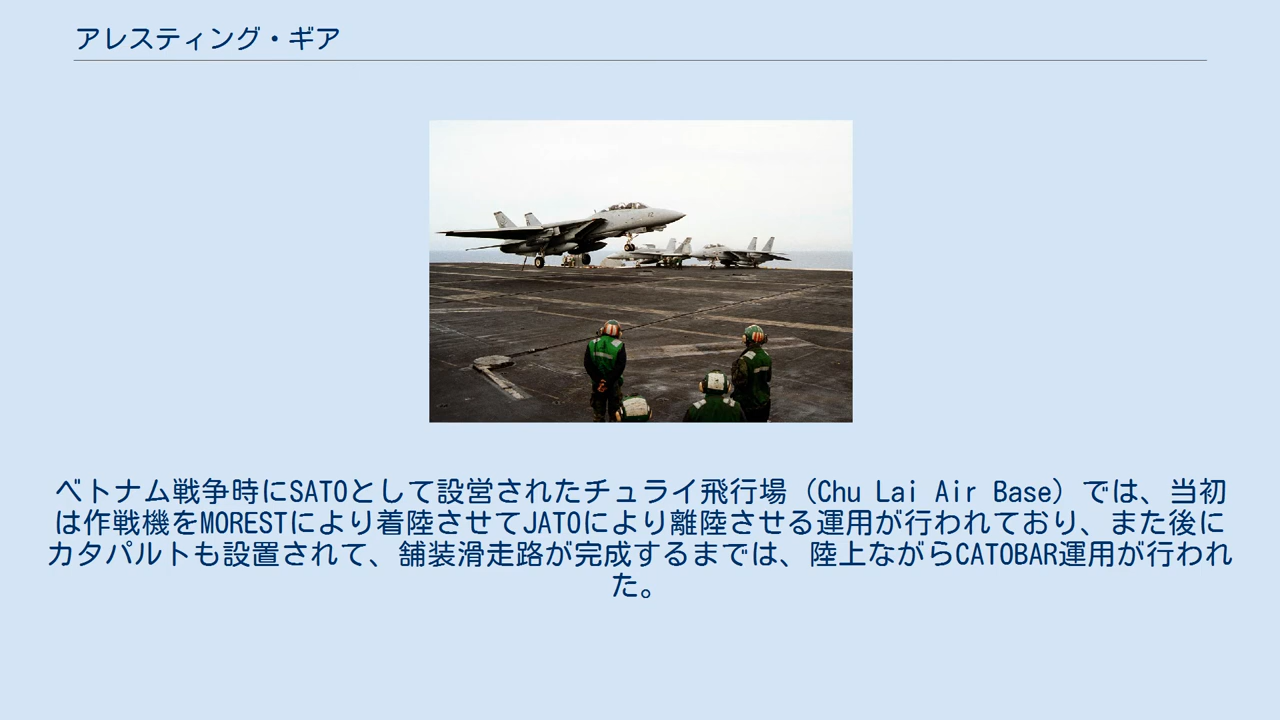 アレスティング・ギア
ベトナム戦争時にSATOとして設営されたチュライ飛行場（Chu Lai Air Base）では、当初
は作戦機をMORESTにより着陸させてJATOにより離陸させる運用が行われており、また後に
カタパルトも設置されて、舗装滑走路が完成するまでは、陸上ながらCATOBAR運用が行われ
た。